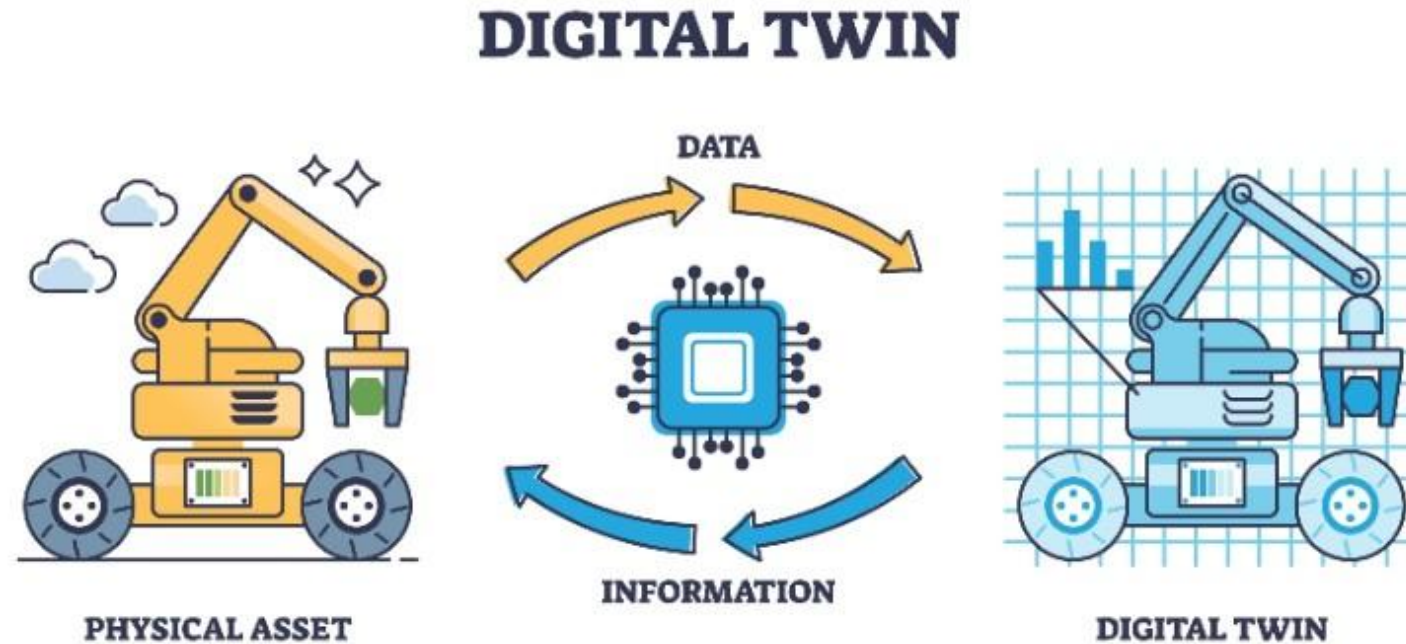 DIGITAL TWIN
DATA
INFORMATION
PHYSICAL ASSET
DIGITAL TWIN